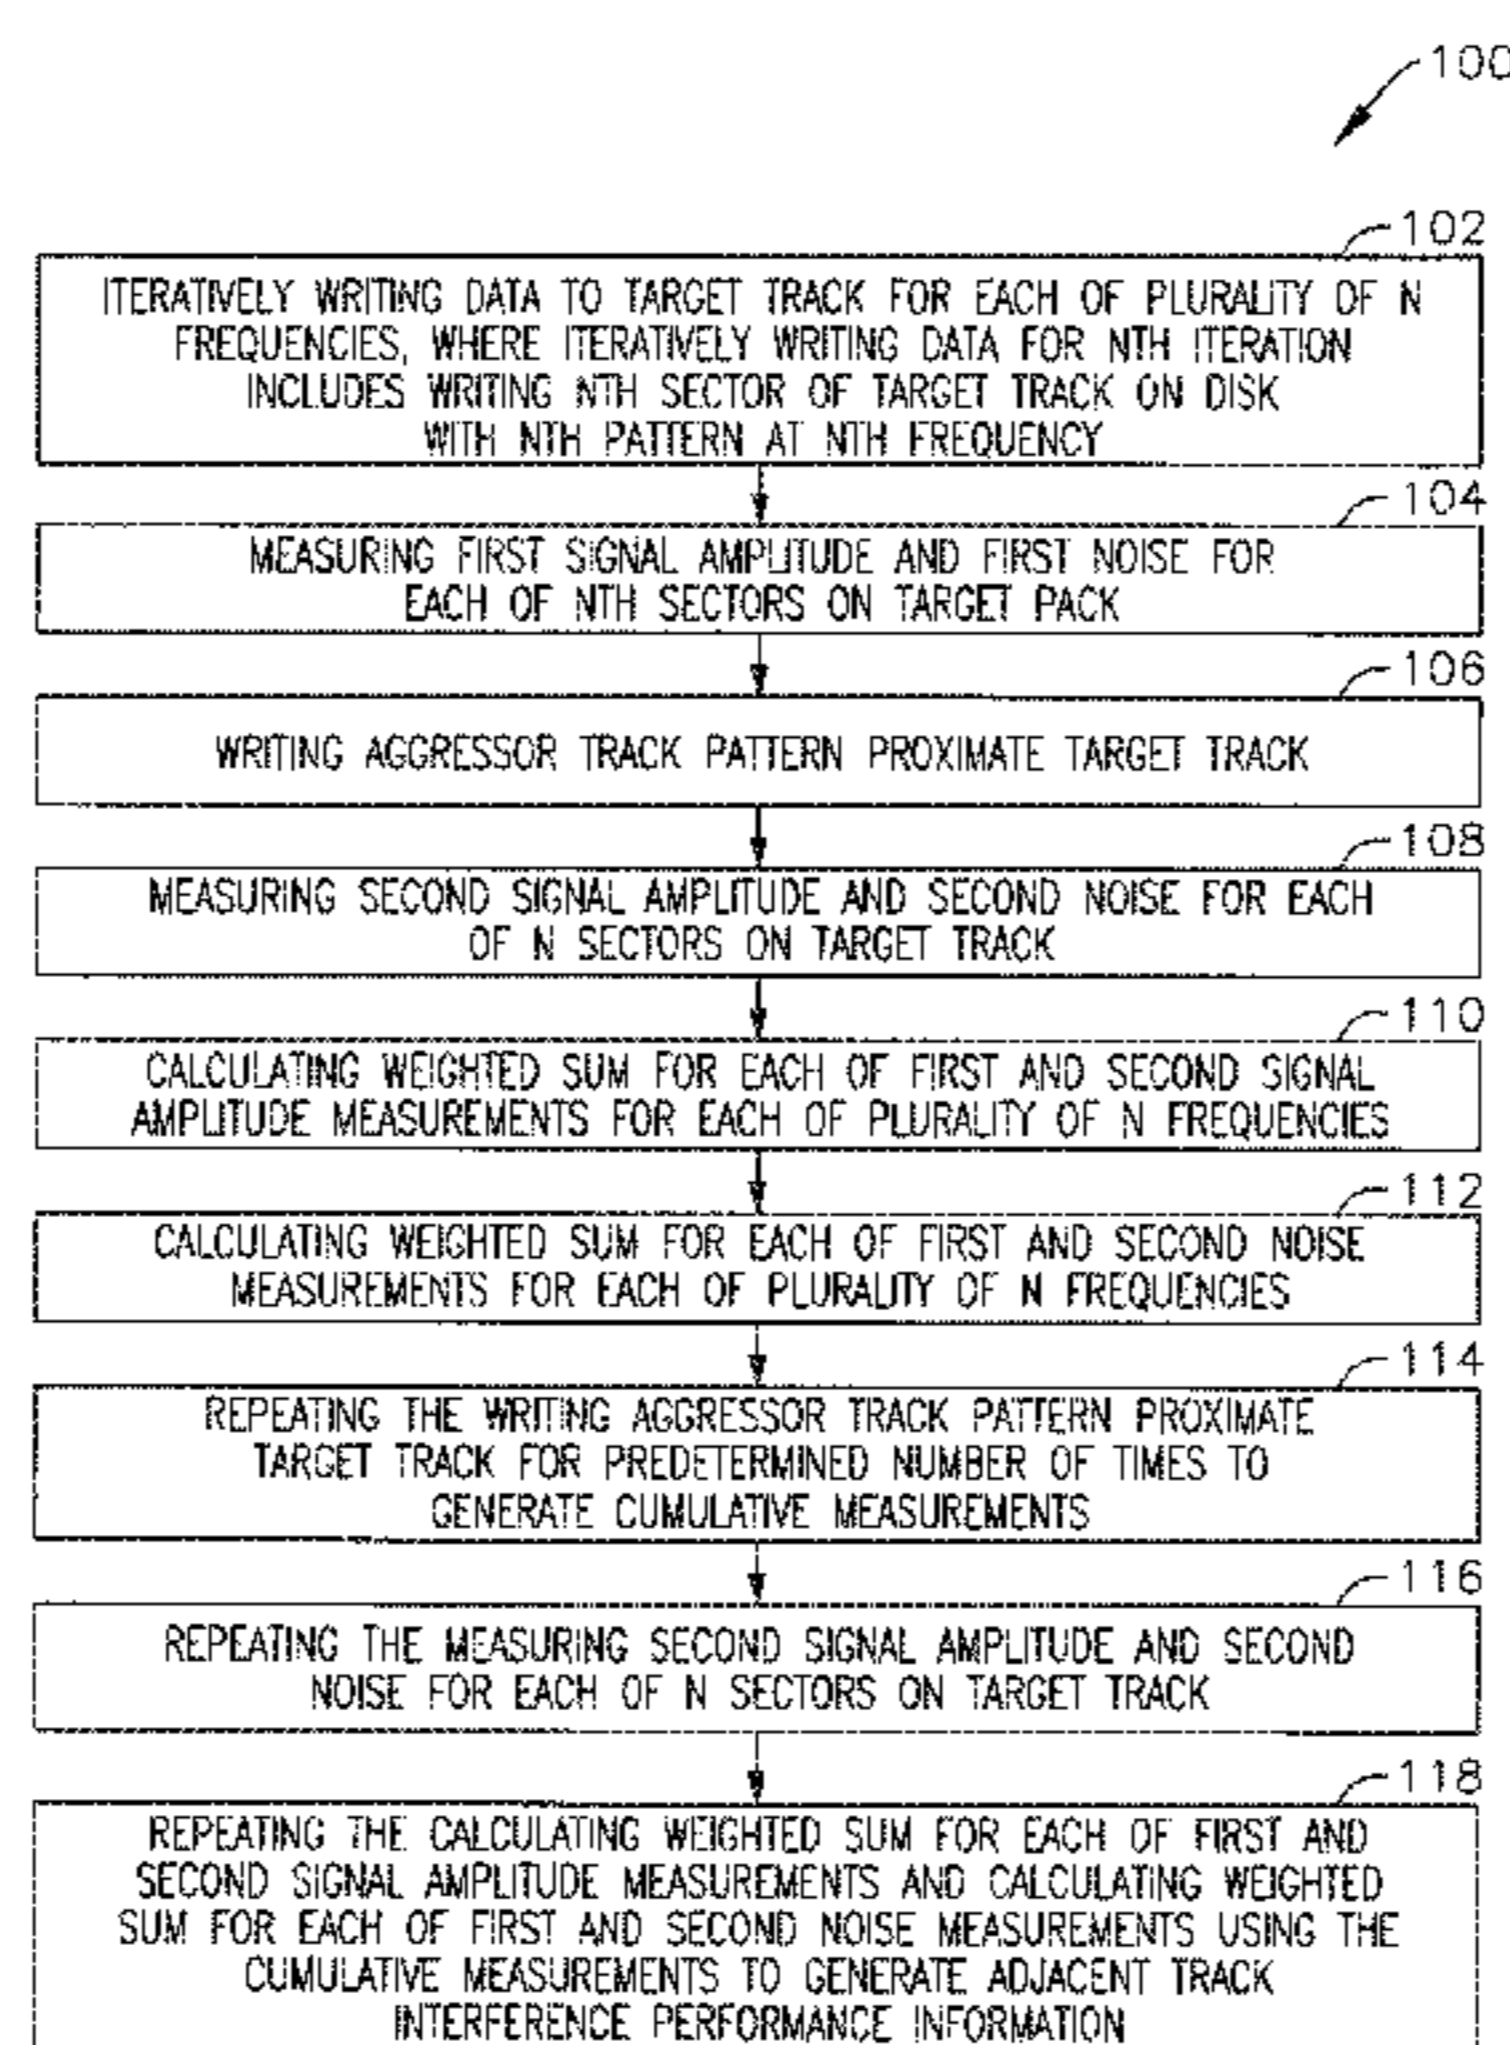 100
102
ITERATIVELY WRITING DATA TO TARGET TRACK FOR EACH OF PLURALITY OF N
FREQUENCIES, WHERE ITERATIVELY WRITING DATA FOR NTH ITERATION
INCLUDES WRITING NTH SECTOR OF TARGET TRACK ON DISK
WITH NTH PATTERN AT NTH FREQUENCY
104
MEASURING FIRST SIGNAL AMPLITUDE AND FIRST NOISE FOR
EACH OF NTH SECTORS ON TARGET PACK
106
WRITING AGGRESSOR TRACK PATTERN PROXIMATE TARGET TRACK
108
MEASURING SECOND SIGNAL AMPLITUDE AND SECOND NOISE FOR EACH
OF N SECTORS ON TARGET TRACK
110
CALCULATING WEIGHTED SUM FOR EACH OF FIRST AND SECOND SIGNAL
AMPLITUDE MEASUREMENTS FOR EACH OF PLURALITY OF N FREQUENCIES
112
CALCULATING WEIGHTED SUM FOR EACH OF FIRST AND SECOND NOISE
MEASUREMENTS FOR EACH OF PLURALITY OF N FREQUENCIES
114
REPEATING THE WRITING AGGRESSOR TRACK PATTERN PROXIMATE
TARGET TRACK FOR PREDETERMINED NUMBER OF TIMES TO
GENERATE CUMULATIVE MEASUREMENTS
116
REPEATING THE MEASURING SECOND SIGNAL AMPLITUDE AND SECOND
NOISE FOR EACH OF N SECTORS ON TARGET TRACK
118
REPEATING THE CALCULATING WEIGHTED SUM FOR EACH OF FIRST AND
SECOND SIGNAL AMPLITUDE MEASUREMENTS AND CALCULATING WEIGHTED
SUM FOR EACH OF FIRST AND SECOND NOISE MEASUREMENTS USING THE
CUMULATIVE MEASUREMENTS TO GENERATE ADJACENT TRACK
INTERFERENCE PERFORMANCE INFORMATION